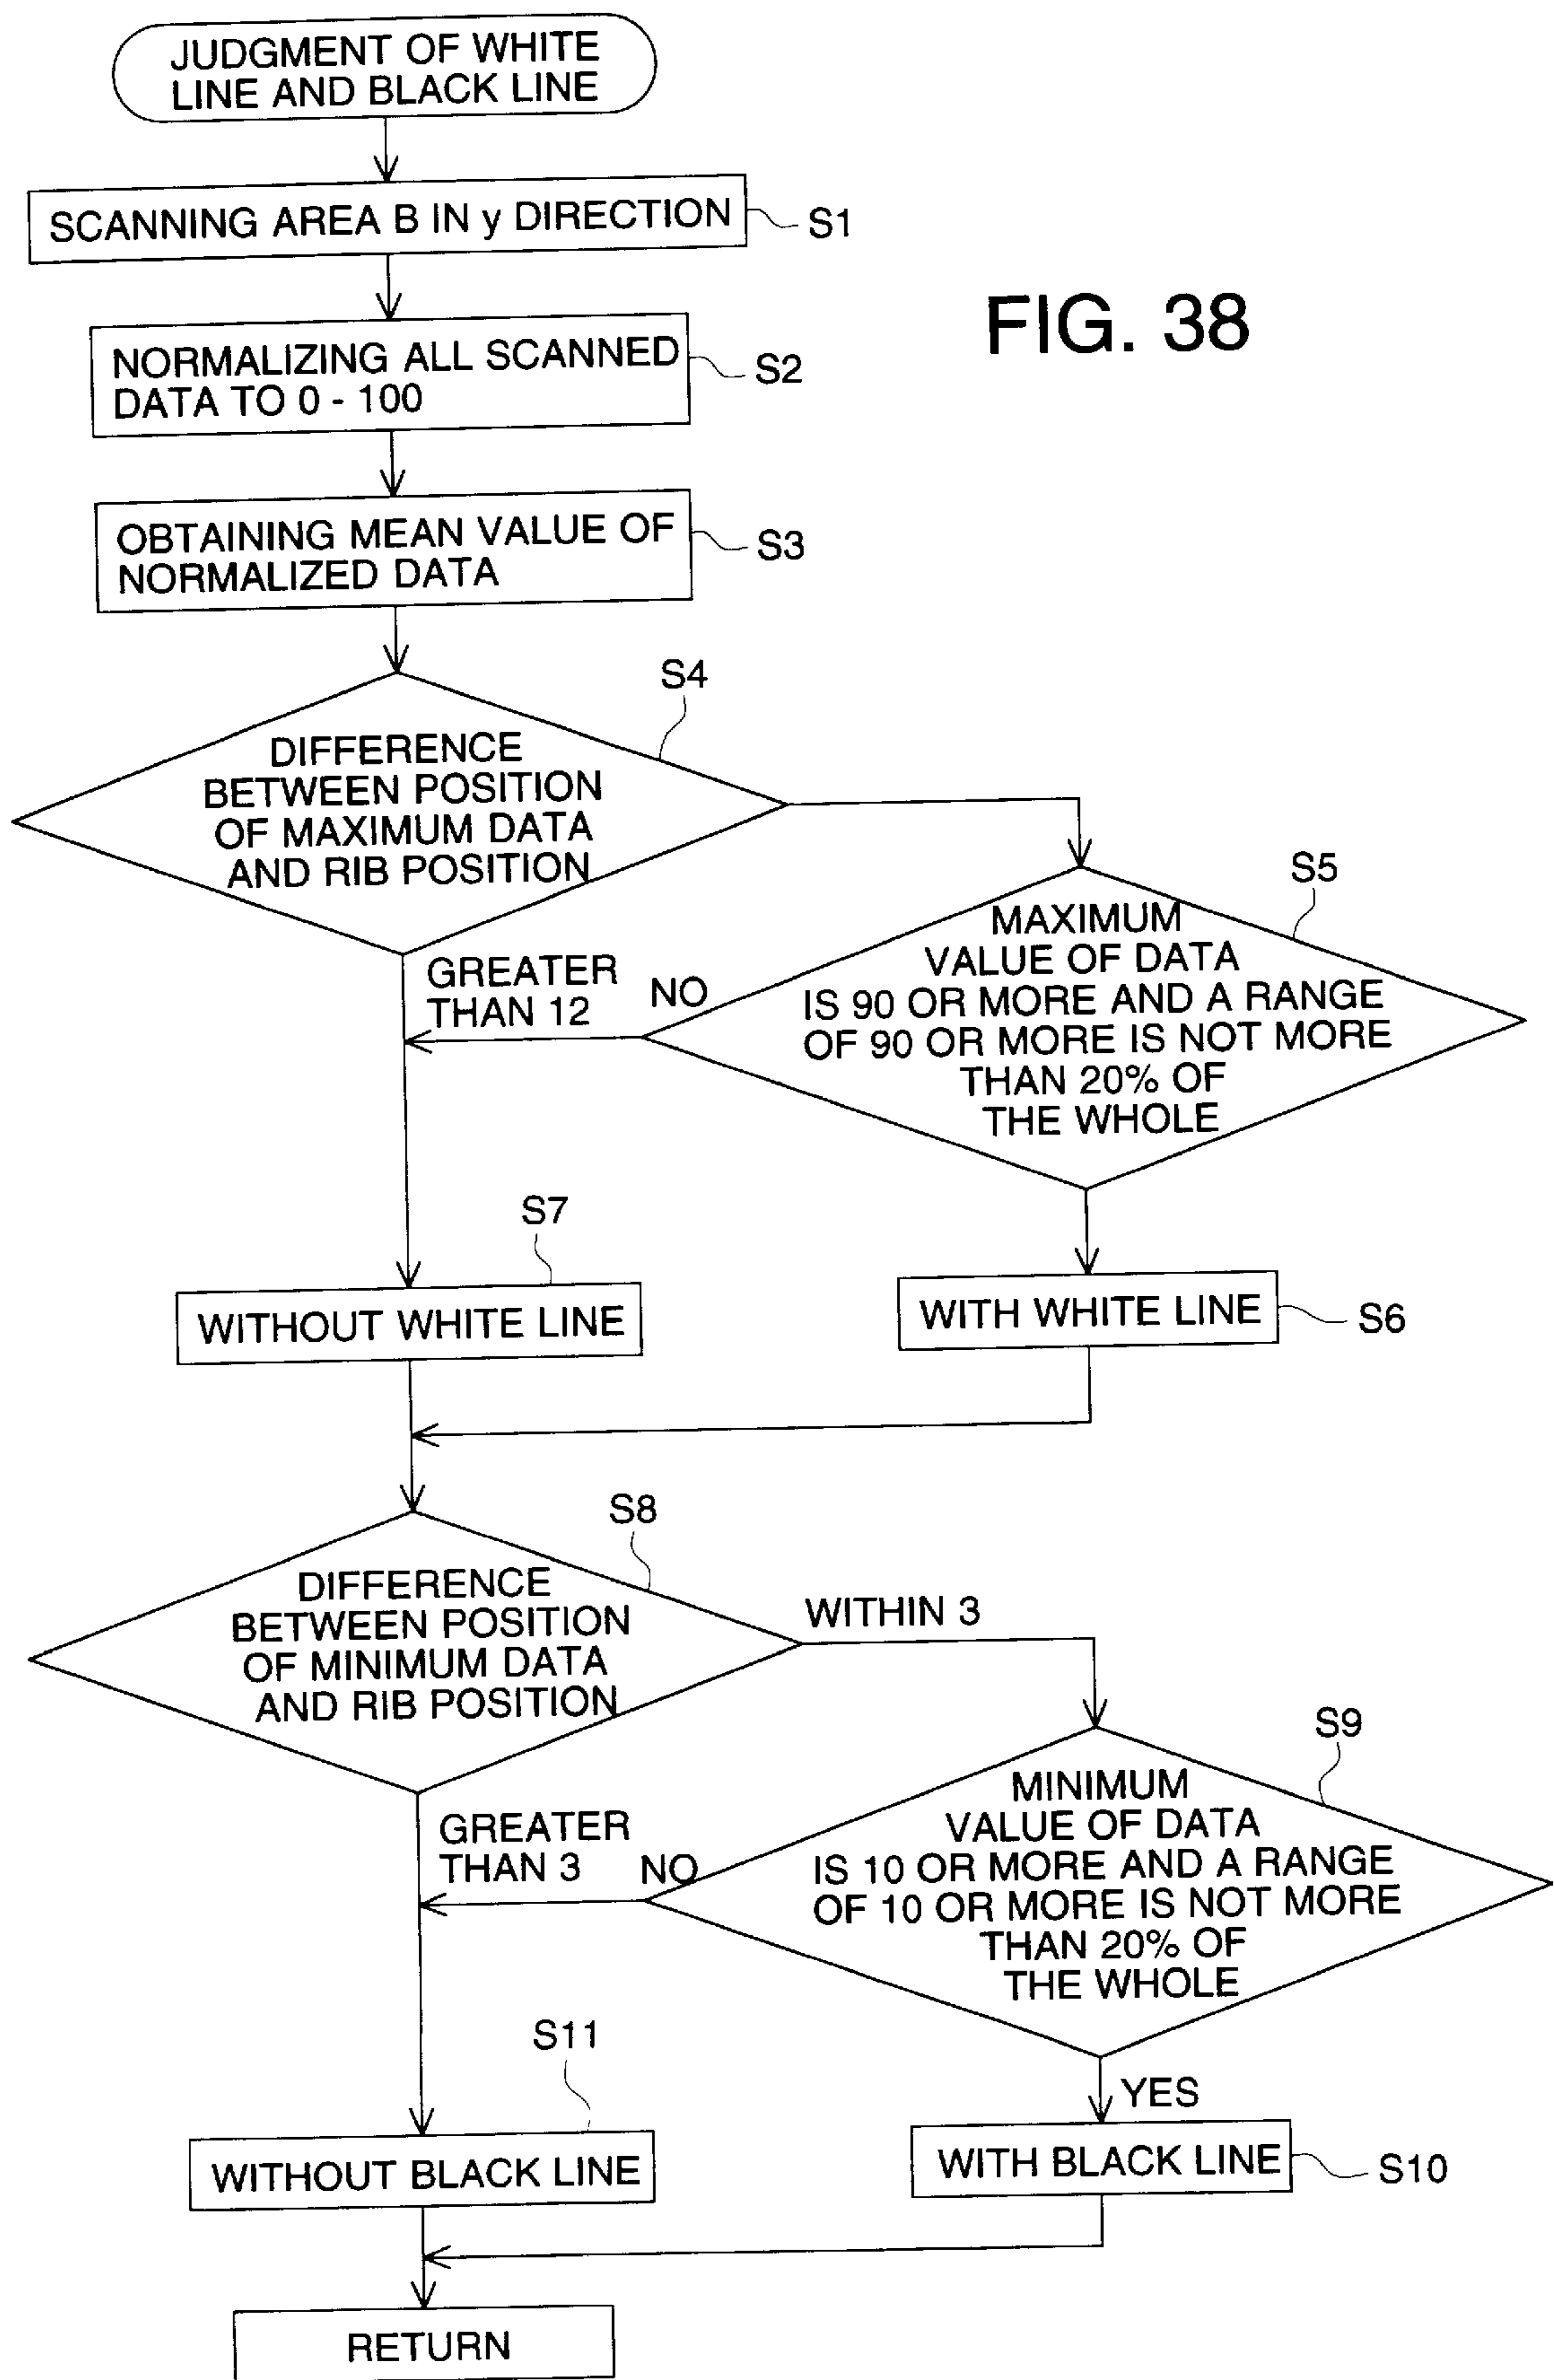 JUDGMENT OF WHITE
LINE AND BLACK LINE
SCANNING AREA B IN y DIRECTION
S1
FIG. 38
NORMALIZING ALL SCANNED
DATA TO 0 - 100
S2
OBTAINING MEAN VALUE OF
NORMALIZED DATA
S3
S4
DIFFERENCE
BETWEEN POSITION
OF MAXIMUM DATA
AND RIB POSITION
S5
MAXIMUM
VALUE OF DATA
IS 90 OR MORE AND A RANGE
OF 90 OR MORE IS NOT MORE
THAN 20% OF
THE WHOLE
GREATER
THAN 12
NO
S7
WITHOUT WHITE LINE
WITH WHITE LINE
S6
S8
DIFFERENCE
BETWEEN POSITION
OF MINIMUM DATA
AND RIB POSITION
WITHIN 3
S9
MINIMUM
VALUE OF DATA
IS 10 OR MORE AND A RANGE
OF 10 OR MORE IS NOT MORE
THAN 20% OF
THE WHOLE
GREATER
THAN 3
NO
S11
YES
WITHOUT BLACK LINE
WITH BLACK LINE
S10
RETURN